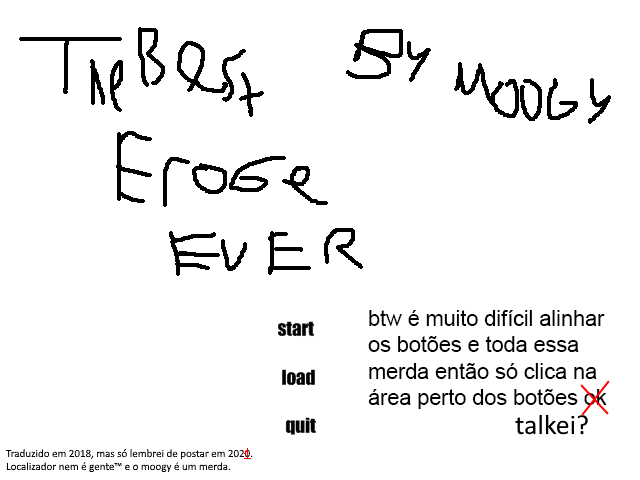 The Best By MOOGY
Eroge
EVER
start
load
quit
btw é muito difícil alinhar
os botões e toda essa
merda então só clica na
área perto dos botões ok
talkei?
Traduzido em 2018, mas só lembrei de postar em 2021.
Localizador nem é gente™ e o moogy é um merda.